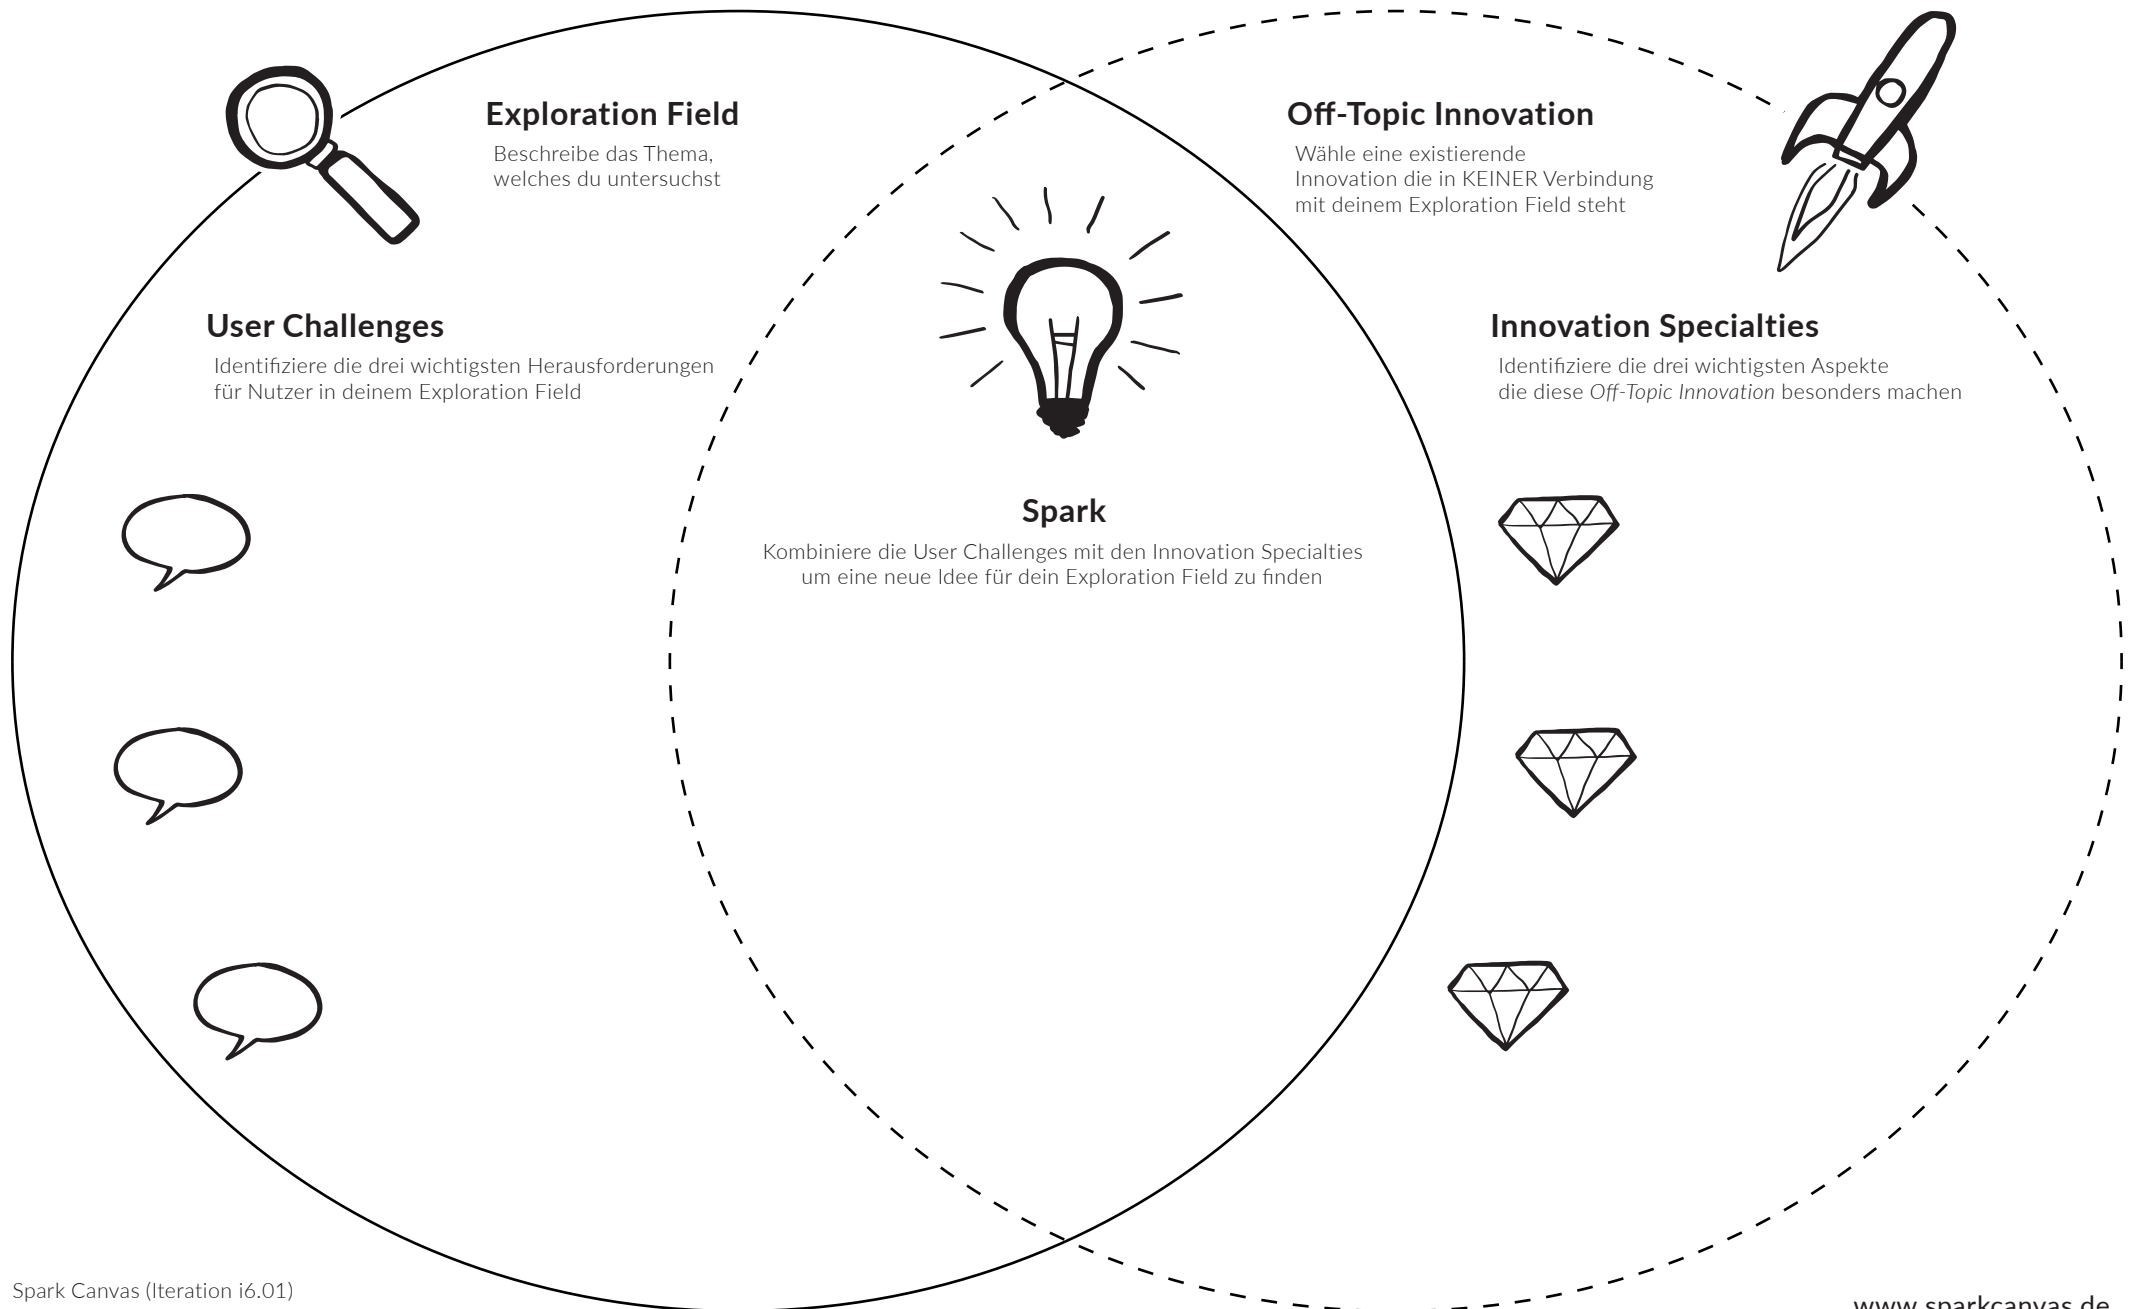 Exploration Field
Beschreibe das Thema,
welches du untersuchst
Off-Topic Innovation
Wähle eine existierende
Innovation die in KEINER Verbindung
mit deinem Exploration Field steht
User Challenges
Identifiziere die drei wichtigsten Herausforderungen
für Nutzer in deinem Exploration Field
Innovation Specialties
Identifiziere die drei wichtigsten Aspekte
die diese Off-Topic Innovation besonders machen
Spark
Kombiniere die User Challenges mit den Innovation Specialties
um eine neue Idee für dein Exploration Field zu finden
Spark Canvas (Iteration i6.01)
www.sparkcanvas.de